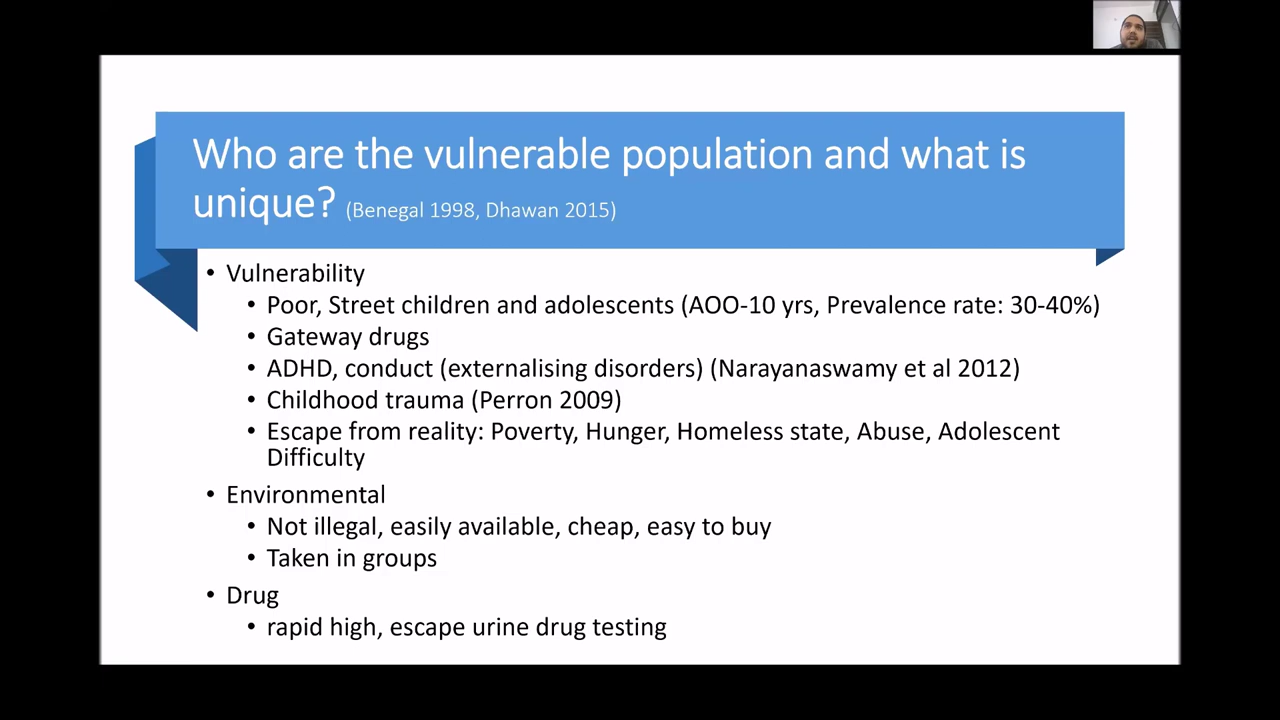 Who are the vulnerable population and what is
unique? (Benegal 1998, Dhawan 2015)
• Vulnerability
• Poor, Street children and adolescents (AOO-10 yrs, Prevalence rate: 30-40%)
• Gateway drugs
• ADHD, conduct (externalising disorders) (Narayanaswamy et al 2012)
• Childhood trauma (Perron 2009)
• Escape from reality: Poverty, Hunger, Homeless state, Abuse, Adolescent
Difficulty
• Environmental
• Not illegal, easily available, cheap, easy to buy
• Taken in groups
• Drug
• rapid high, escape urine drug testing